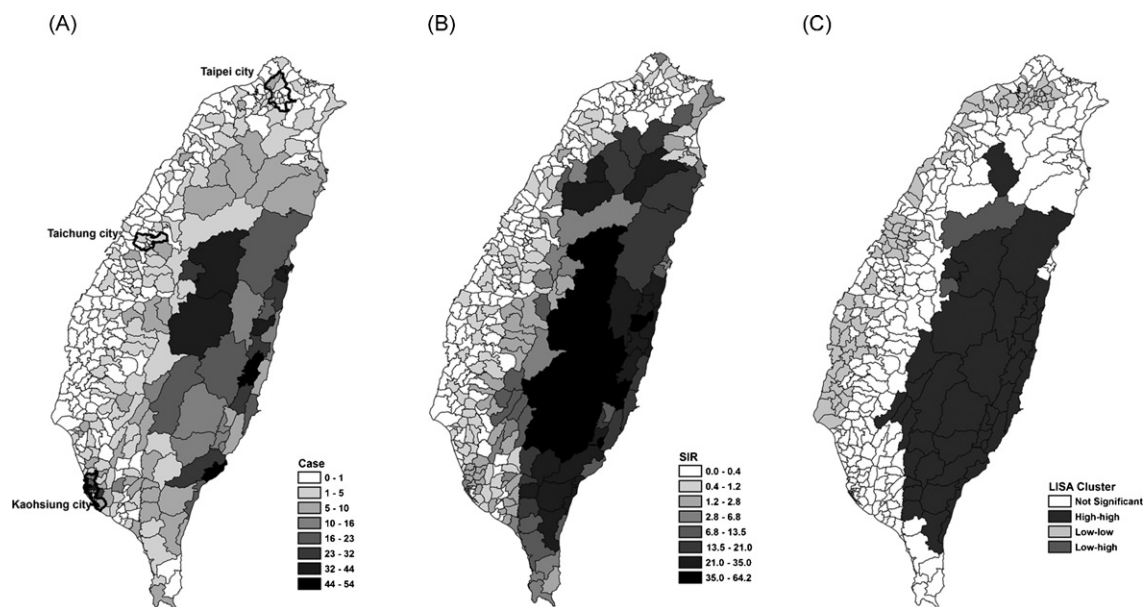 (A)
Taipei city
Taichung city
Kaohsiung city
Case
0 - 1
1 - 5
5 - 10
10 - 16
16 - 23
23 - 32
32 - 44
44 - 54
(B)
SIR
0.0 - 0.4
0.4 - 1.2
1.2 - 2.8
2.8 - 6.8
6.8 - 13.5
13.5 - 21.0
21.0 - 35.0
35.0 - 64.2
(C)
LISA Cluster
Not Significant
High-high
Low-low
Low-high